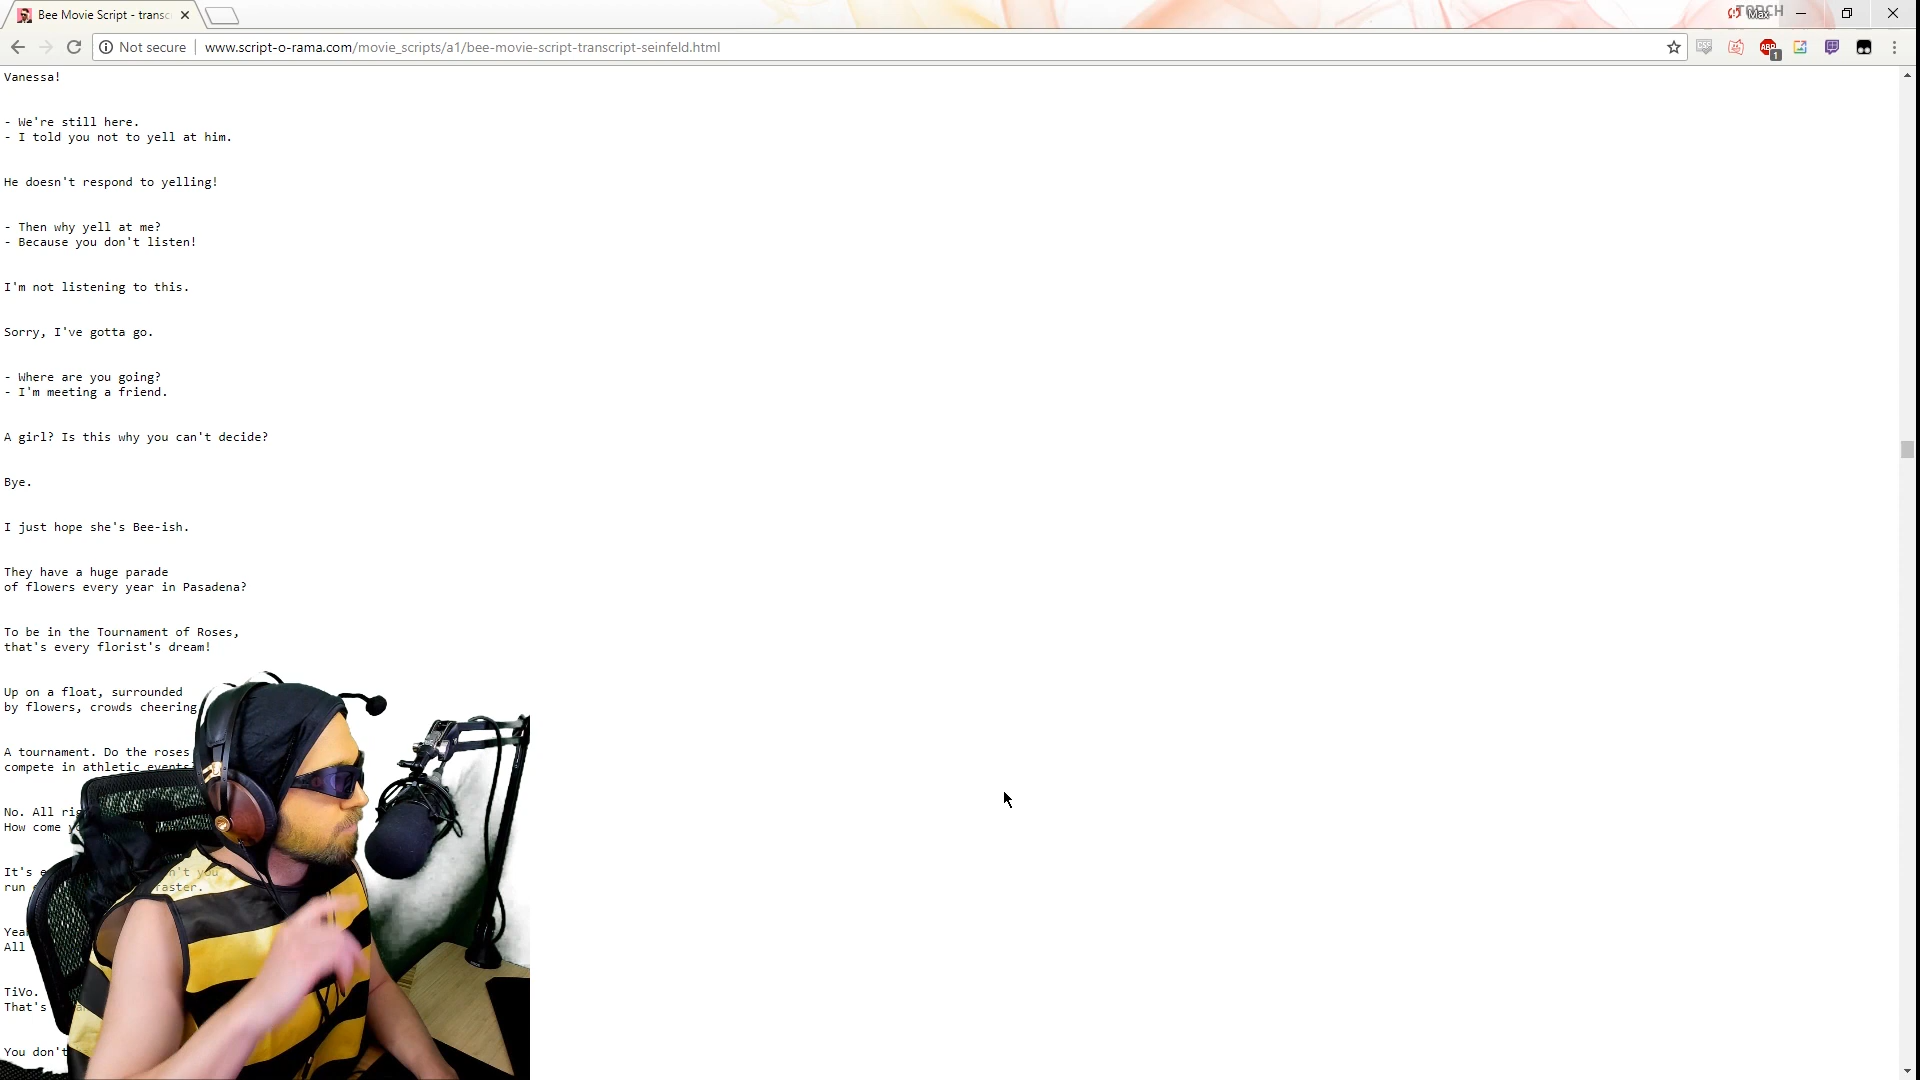 Bee Movie Script - transc
TORCH
Max
Not secure
www.script-o-rama.com/movie_scripts/a1/bee-movie-script-transcript-seinfeld.html
ABP
1
Vanessa!
- We're still here.
- I told you not to yell at him.
He doesn't respond to yelling!
- Then why yell at me?
- Because you don't listen!
I'm not listening to this.
Sorry, I've gotta go.
- Where are you going?
- I'm meeting a friend.
A girl? Is this why you can't decide?
Bye.
I just hope she's Bee-ish.
They have a huge parade
of flowers every year in Pasadena?
To be in the Tournament of Roses,
that's every florist's dream!
Up on a float, surrounded
by flowers, crowds cheering
A tournament. Do the roses
compete in athletic events
No. All
How come
It's
run faster.
All
TiVo.
That's
You don't